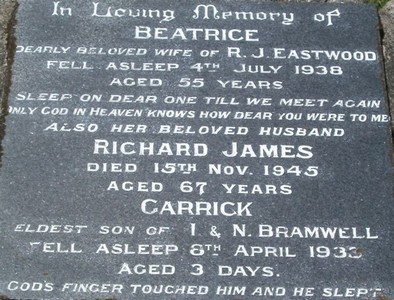 In Loving Memory of
BEATRICE
DEARLY BELOVED WIFE OF R. J. EASTWOOD
FELL ASLEEP 4TH JULY 1938
AGED 55 YEARS
SLEEP ON DEAR ONE TILL WE MEET AGAIN
ONLY GOD IN HEAVEN KNOWS HOW DEAR YOU WERE TO ME
ALSO HER BELOVED HUSBAND
RICHARD JAMES
DIED 15TH NOV. 1945
AGED 67 YEARS
GARRICK
ELDEST SON OF I & N. BRAMWELL
FELL ASLEEP 8TH APRIL 1933
AGED 3 DAYS.
GOD'S FINGER TOUCHED HIM AND HE SLEPT